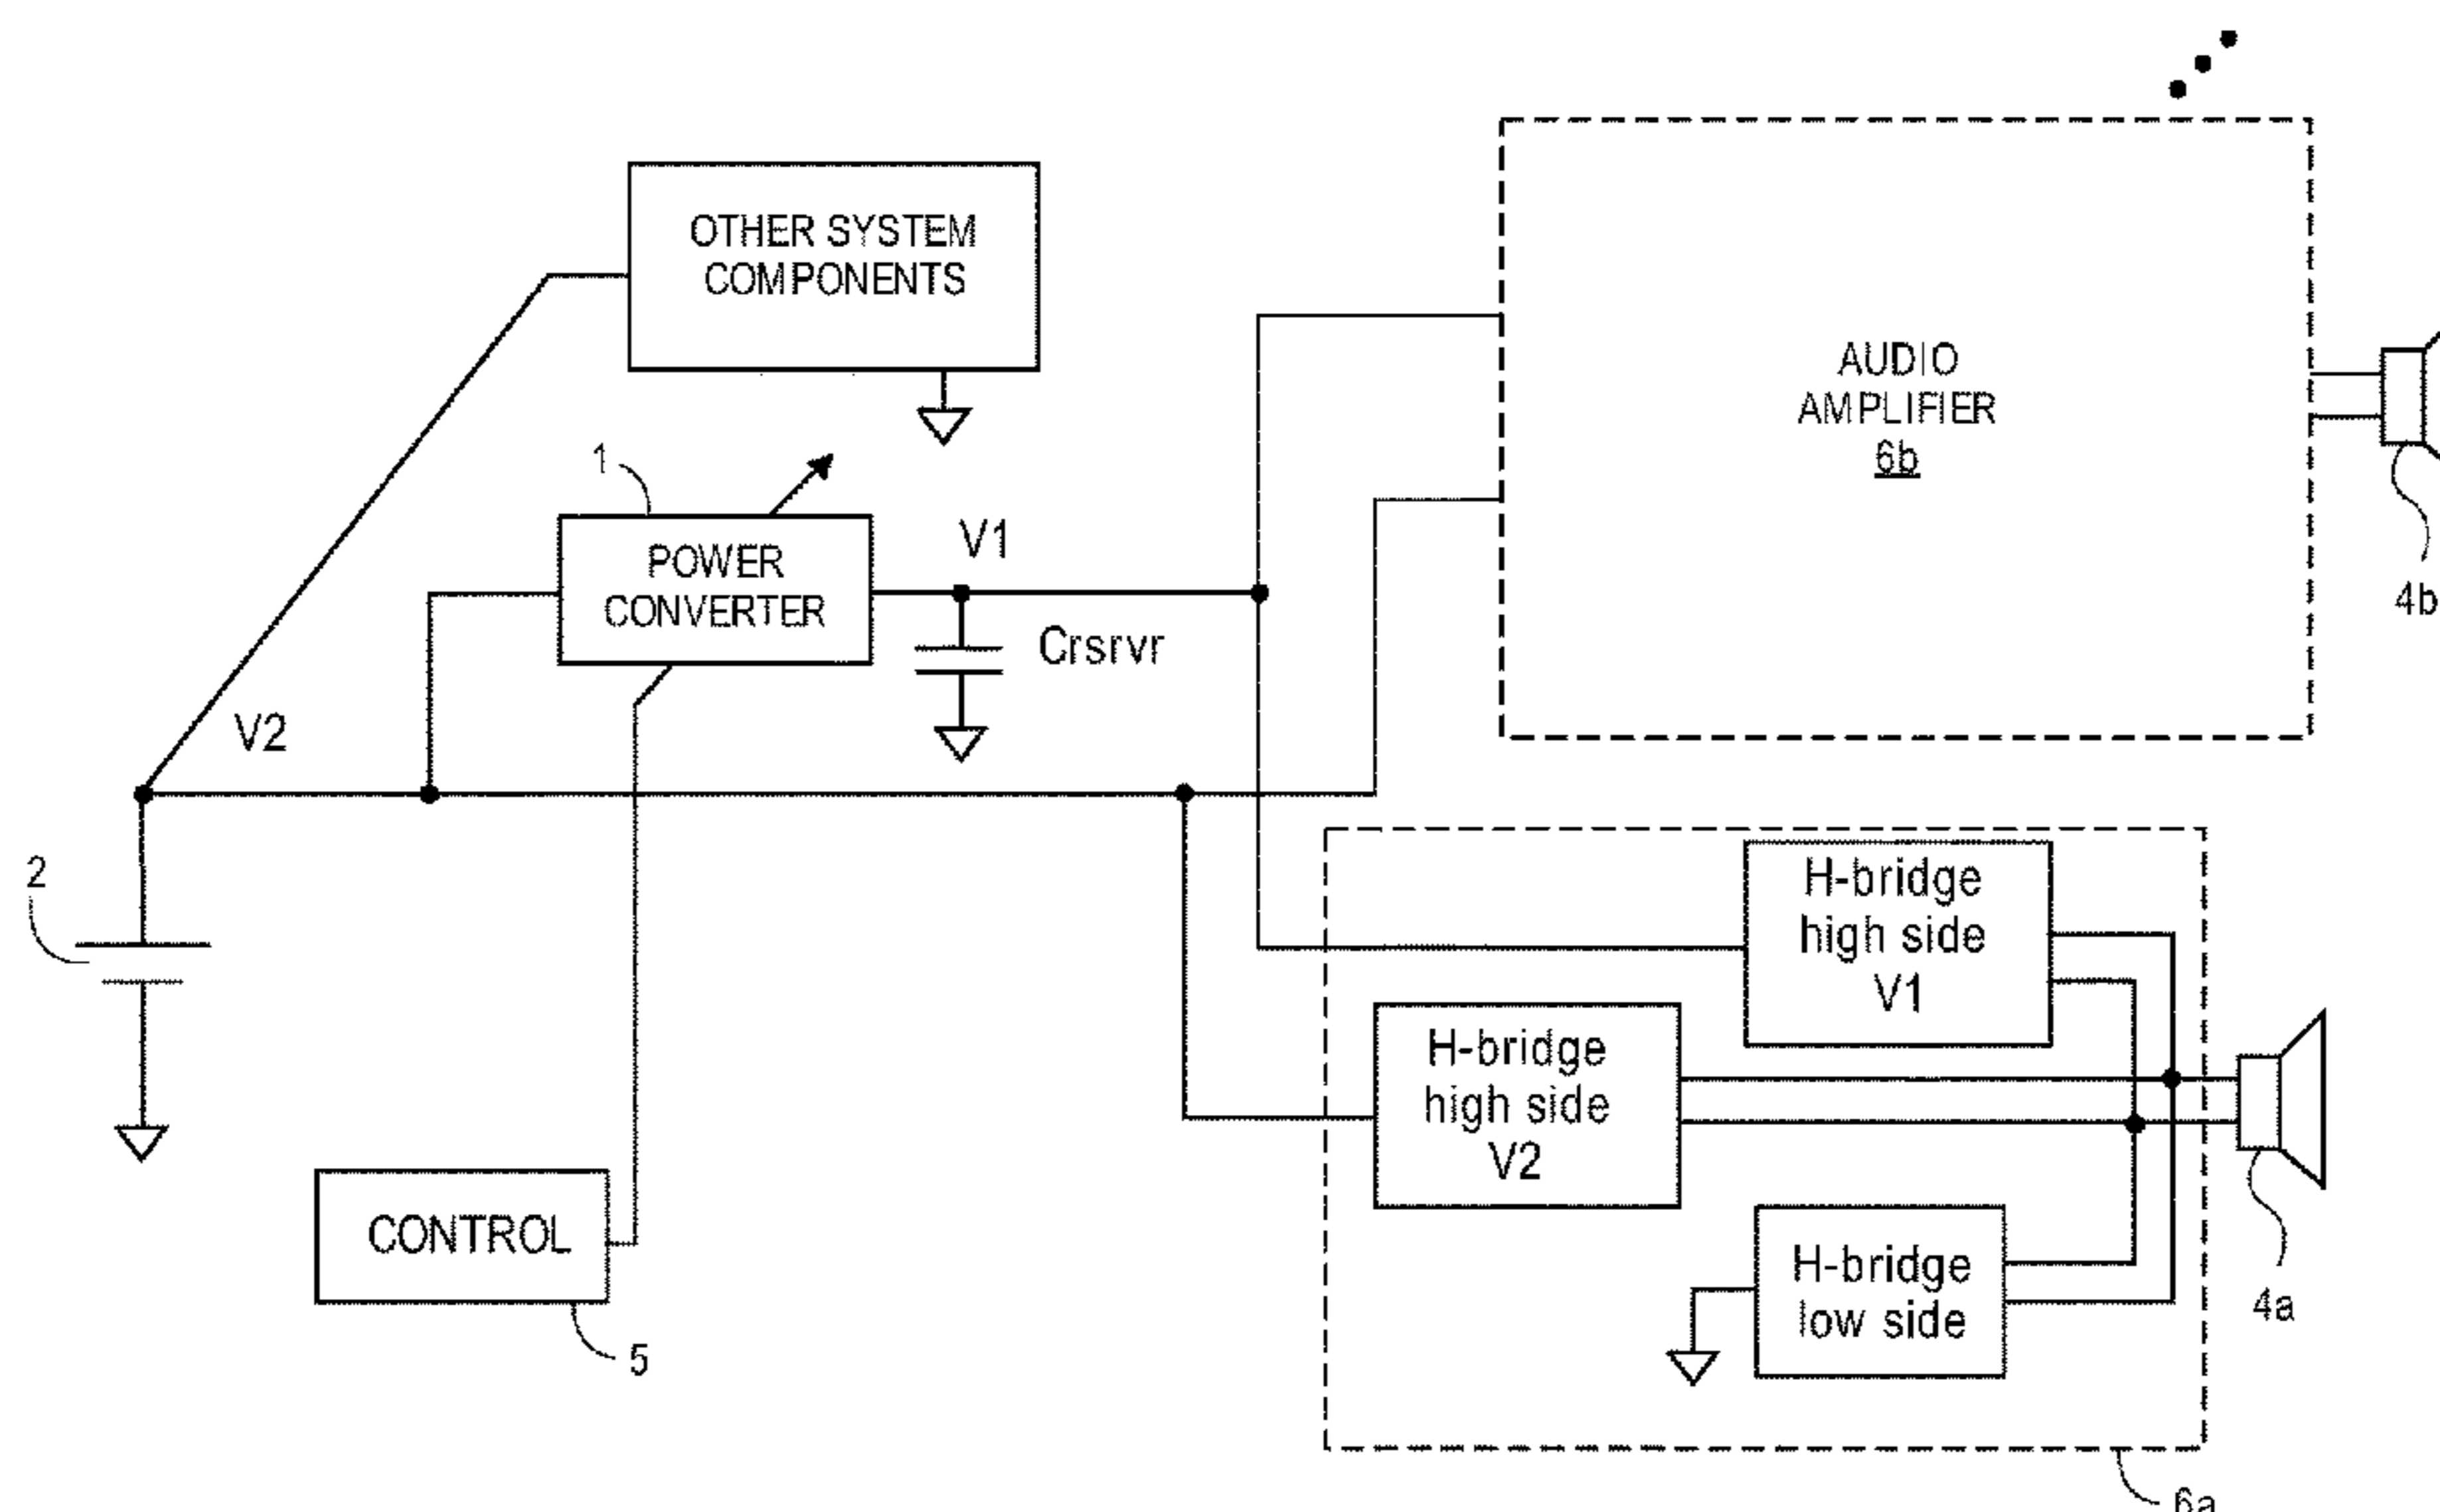 OTHER SYSTEM
COMPONENTS
AUDIO
AMPLIFIER
6b
1
POWER
CONVERTER
V1
Crsrvr
4b
V2
2
H-bridge
high side
V1
H-bridge
high side
V2
CONTROL
5
H-bridge
low side
4a
6a